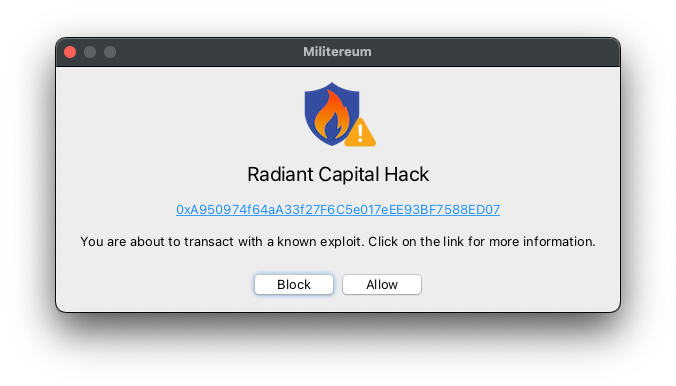 Militereum
Radiant Capital Hack
0xA950974f64aA33f27F6C5e017eEE93BF7588ED07
You are about to transact with a known exploit. Click on the link for more information.
Block Allow